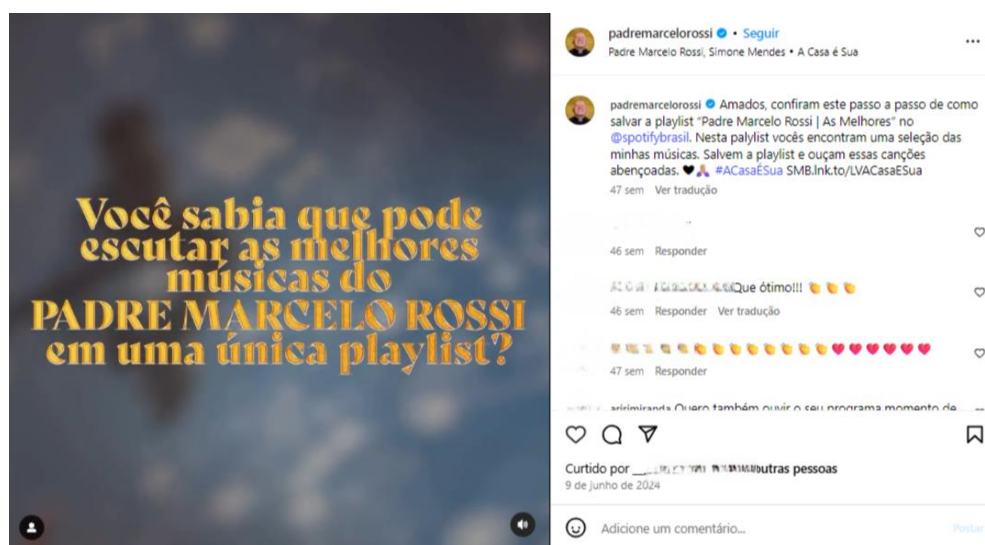 Você sabia que pode
escutar as melhores
músicas do
PADRE MARCELO ROSSI
em uma única playlist?
padremarcelorossi • Seguir
Padre Marcelo Rossi, Simone Mendes • A Casa é Sua
padremarcelorossi Amados, confiram este passo a passo de como
salvar a playlist "Padre Marcelo Rossi | As Melhores" no
@spotifybrasil. Nesta palylist vocês encontram uma seleção das
minhas músicas. Salvem a playlist e ouçam essas canções
abençoadas. 🖤🙏🏼 #ACasaÉSua SMB.lnk.to/LVACasaESua
47 sem Ver tradução
46 sem Responder
Que ótimo!!! 👏 👏 👏
46 sem Responder Ver tradução
👏👏👏👏👏👏👏👏👏👏👏👏❤️❤️❤️❤️❤️❤️
47 sem Responder
aririmiranda Quero também ouvir o seu programa momento de
Curtido por outras pessoas
9 de junho de 2024
Adicione um comentário...
Postar